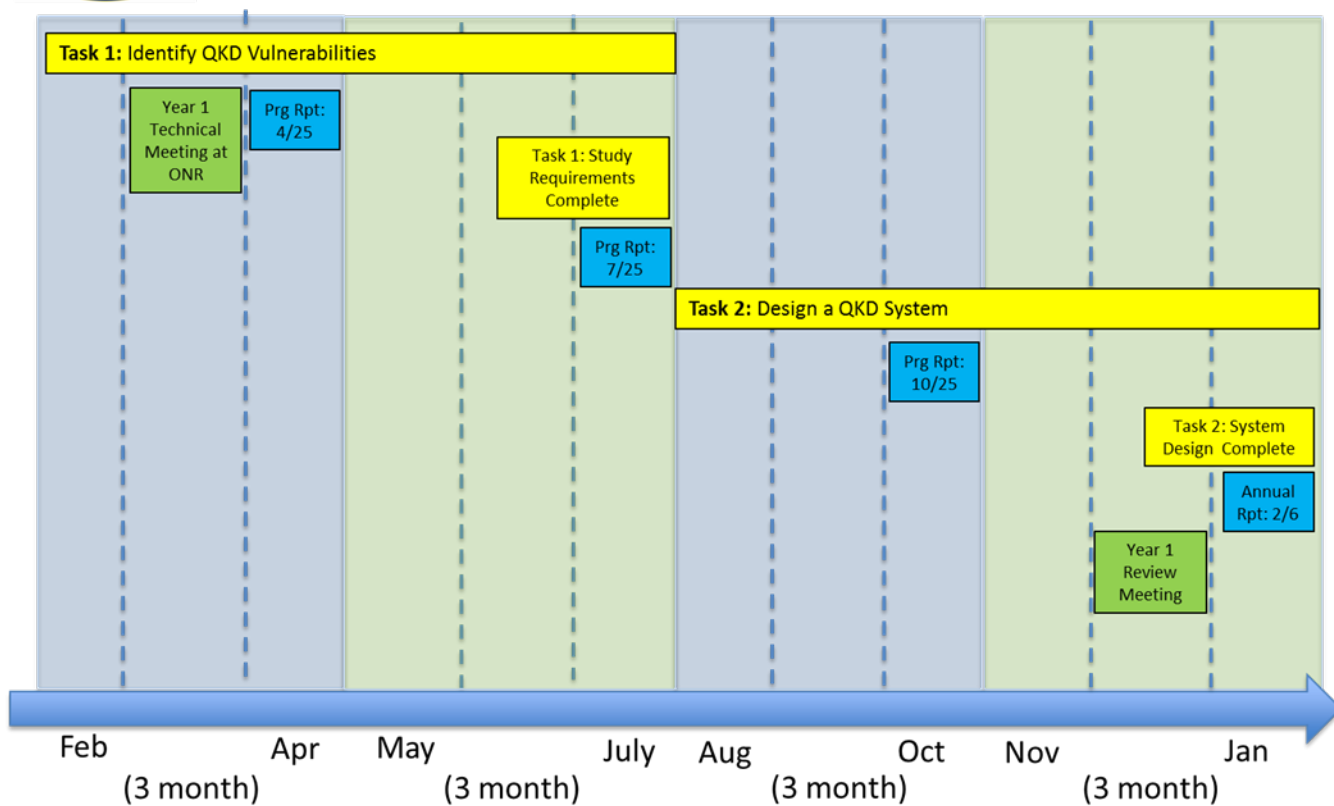 Task 1: Identify QKD Vulnerabilities
Year 1
Technical
Meeting at
ONR
Prg Rpt:
4/25
Task 1: Study
Requirements
Complete
Prg Rpt:
7/25
Task 2: Design a QKD System
Prg Rpt:
10/25
Task 2: System
Design Complete
Annual
Rpt: 2/6
Year 1
Review
Meeting
Feb Apr May July Aug Oct Nov Jan
(3 month) (3 month) (3 month) (3 month)